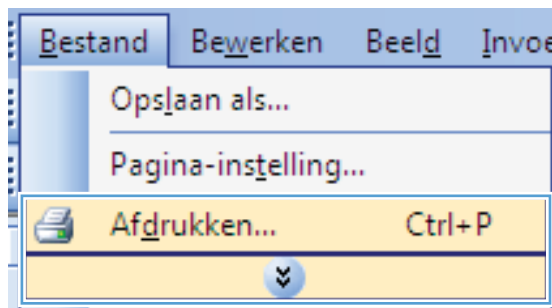 Bestand Bewerken Beeld Invoe
Opslaan als...
Pagina-instelling...
Afdrukken... Ctrl+P